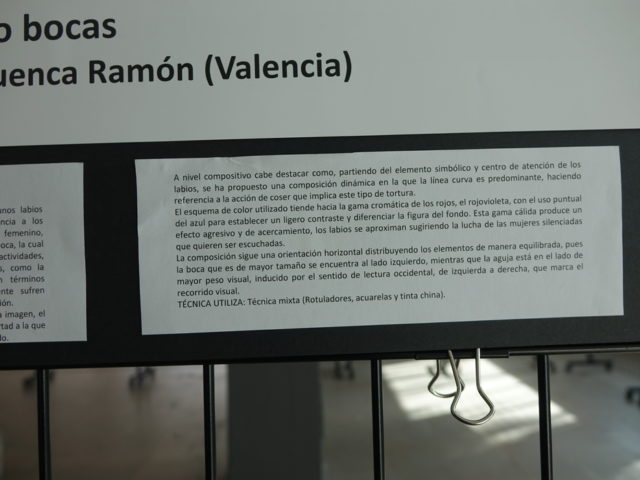 o bocas
uenca Ramón (Valencia)
unos labios
ncia a los
femenino,
oca, la cual
actividades,
s, como la
n términos
nte sufren
ón.
a imagen, el
rtad a la que
do.
A nivel compositivo cabe destacar como, partiendo del elemento simbólico y centro de atención de los
labios, se ha propuesto una composición dinámica en la que la línea curva es predominante, haciendo
referencia a la acción de coser que implica este tipo de tortura.
El esquema de color utilizado tiende hacia la gama cromática de los rojos, el rojovioleta, con el uso puntual
del azul para establecer un ligero contraste y diferenciar la figura del fondo. Esta gama cálida produce un
efecto agresivo y de acercamiento, los labios se aproximan sugiriendo la lucha de las mujeres silenciadas
que quieren ser escuchadas.
La composición sigue una orientación horizontal distribuyendo los elementos de manera equilibrada, pues
la boca que es de mayor tamaño se encuentra al lado izquierdo, mientras que la aguja está en el lado de
mayor peso visual, inducido por el sentido de lectura occidental, de izquierda a derecha, que marca el
recorrido visual.
TÉCNICA UTILIZA: Técnica mixta (Rotuladores, acuarelas y tinta china).